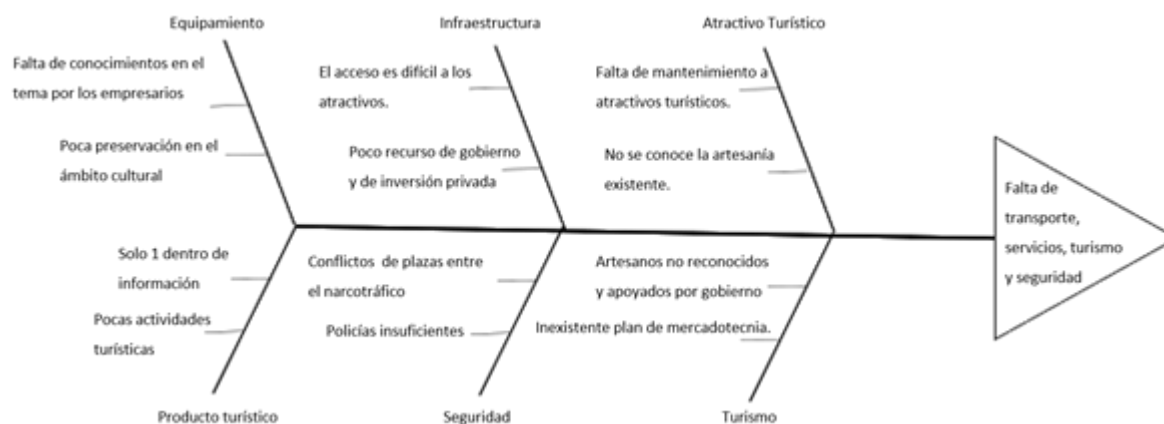 Equipamiento
Infraestructura
Atractivo Turístico
Falta de conocimientos en el
tema por los empresarios
Poca preservación en el
ámbito cultural
El acceso es difícil a los
atractivos.
Poco recurso de gobierno
y de inversión privada
Falta de mantenimiento a
atractivos turísticos.
No se conoce la artesanía
existente.
Falta de
transporte,
servicios, turismo
y seguridad
Solo 1 dentro de
información
Pocas actividades
turísticas
Conflictos de plazas entre
el narcotráfico
Policías insuficientes
Artesanos no reconocidos
y apoyados por gobierno
Inexistente plan de mercadotecnia.
Producto turístico
Seguridad
Turismo